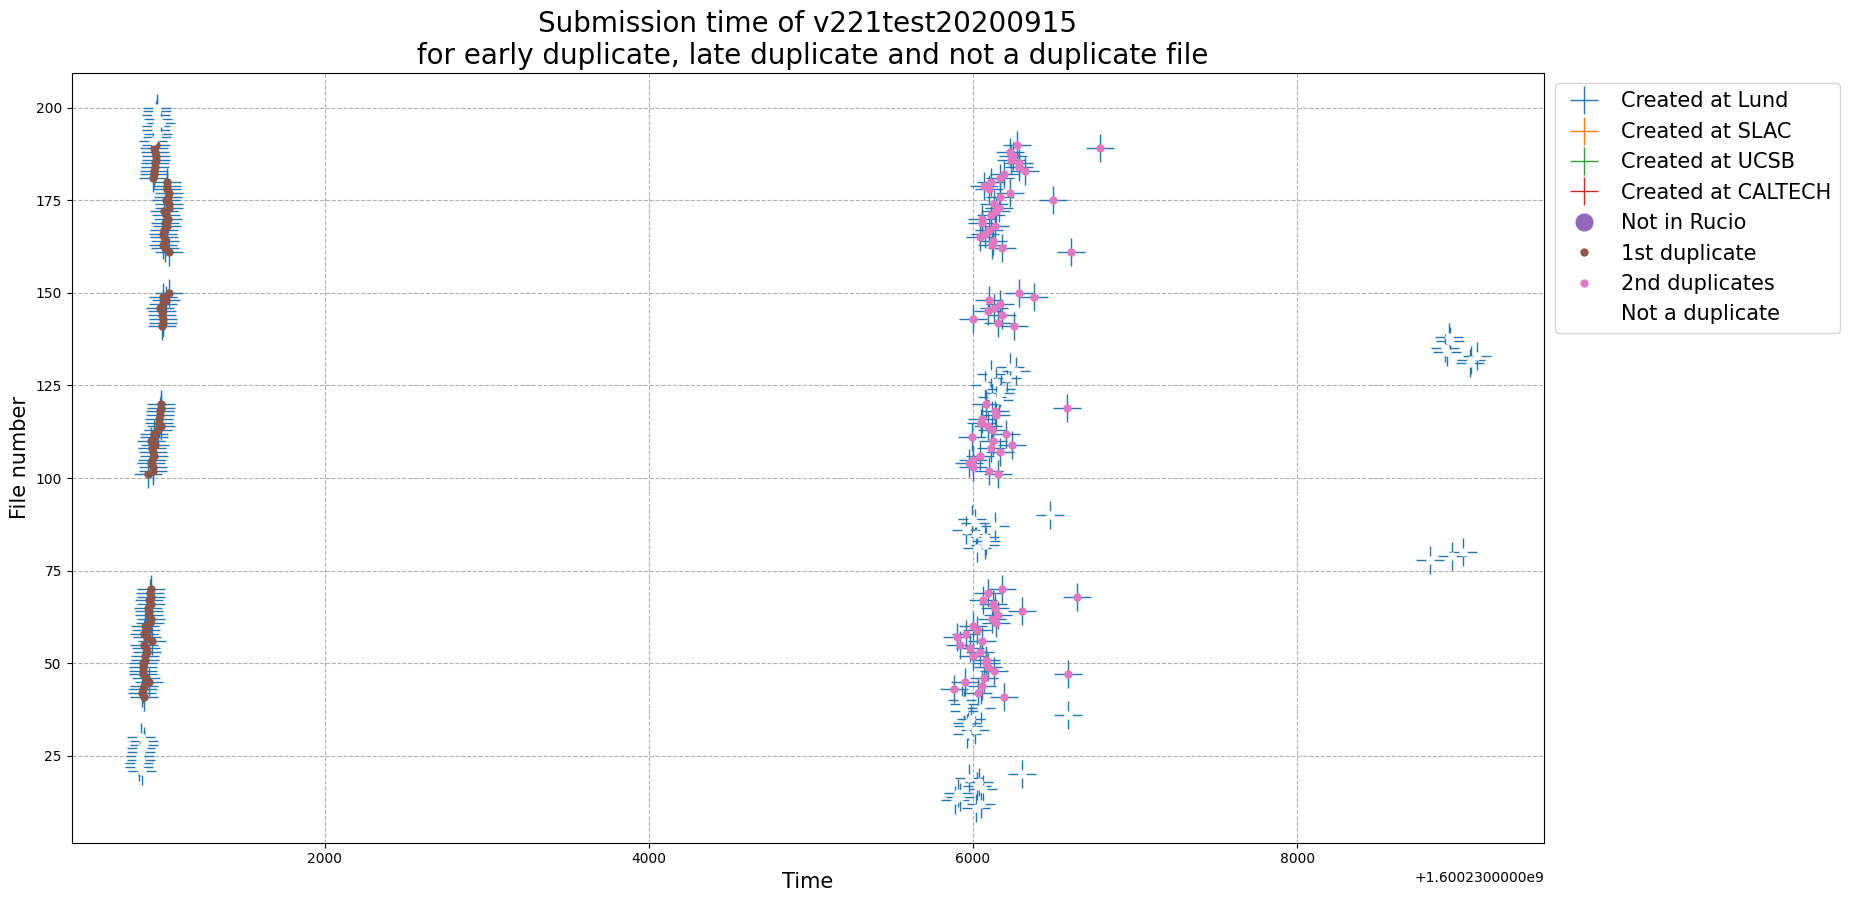 Submission time of v221test20200915
for early duplicate, late duplicate and not a duplicate file
File number
200
175
150
125
100
75
50
25
2000
4000
6000
8000
Time
+1.6002300000e9
Created at Lund
Created at SLAC
Created at UCSB
Created at CALTECH
Not in Rucio
1st duplicate
2nd duplicates
Not a duplicate